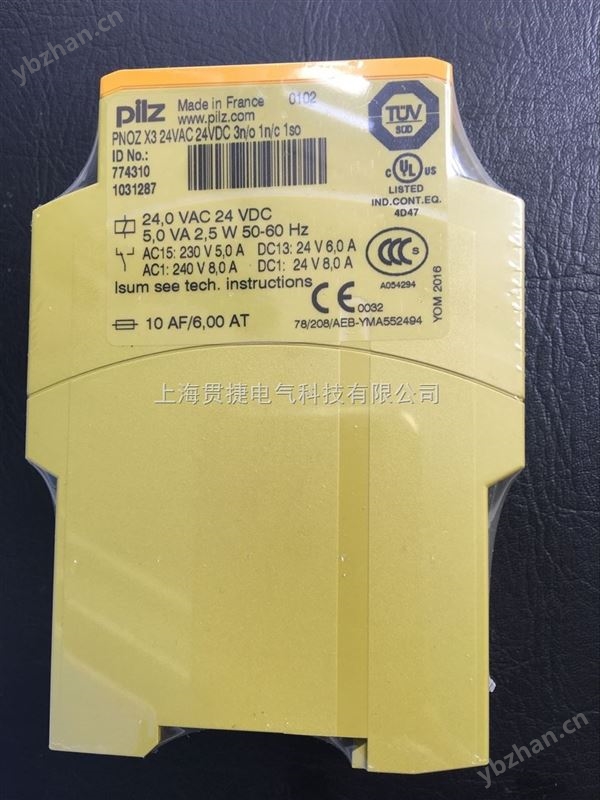 ybzhan.cn
pilz Made in France 0102
www.pilz.com
PNOZ X3 24VAC 24VDC 3n/o 1n/c 1so
ID No.:
774310
1031287
TÜV
SÜD
c UL US
LISTED
IND.CONT.EQ.
4D47
24,0 VAC 24 VDC
5,0 VA 2,5 W 50-60 Hz
AC15: 230 V 5,0 A DC13: 24 V 6,0 A
AC1: 240 V 8,0 A DC1: 24 V 8,0 A
Isum see tech. instructions
CCC S
A054294
YOM 2016
CE 0032
10 AF/6,00 AT
78/208/AEB-YMA552494
上海贯捷电气科技有限公司
ybzhan.cn